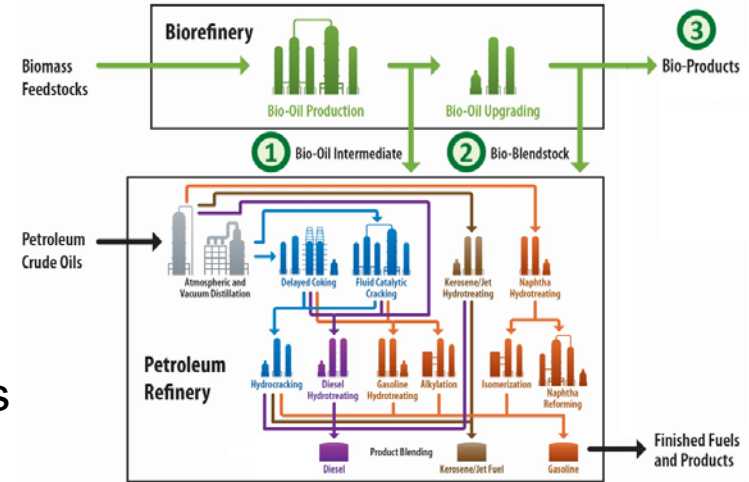 Biorefinery
3
Biomass
Feedstocks
Bio-Products
Bio-Oil Production
Bio-Oil Upgrading
1
Bio-Oil Intermediate
2
Bio-Blendstock
Petroleum
Crude Oils
Atmospheric and
Vacuum Distillation
Delayed Coking
Fluid Catalytic
Cracking
Kerosene/Jet
Hydrotreating
Naphtha
Hydrotreating
Petroleum
Refinery
Hydrocracking
Diesel
Hydrotreating
Gasoline
Hydrotreating
Alkylation
Isomerization
Naphtha
Reforming
s
Product Blending
Diesel
Kerosene/Jet Fuel
Gasoline
Finished Fuels
and Products